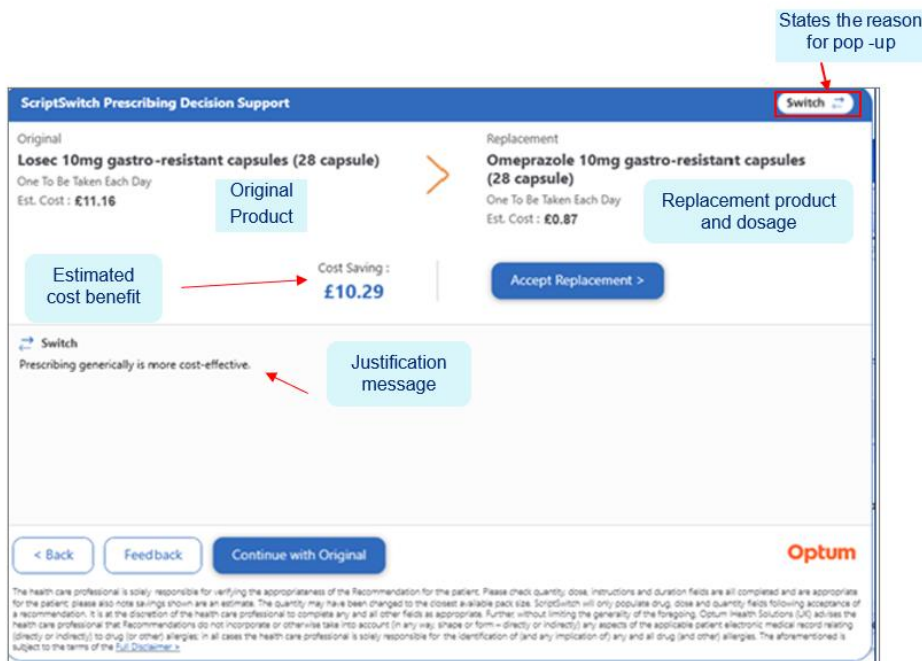 States the reason
for pop -up
ScriptSwitch Prescribing Decision Support
Switch
Original
Losec 10mg gastro-resistant capsules (28 capsule)
One To Be Taken Each Day
Est. Cost : £11.16
Original
Product
Replacement
Omeprazole 10mg gastro-resistant capsules
(28 capsule)
One To Be Taken Each Day
Est. Cost : £0.87
Replacement product
and dosage
Estimated
cost benefit
Cost Saving :
£10.29
Accept Replacement >
Switch
Prescribing generically is more cost-effective.
Justification
message
< Back
Feedback
Continue with Original
Optum
The health care professional is solely responsible for verifying the appropriateness of the Recommendation for the patient. Please check quantity, dose, instructions and duration fields are all completed and are appropriate
for the patient; please also note savings shown are an estimate. The quantity may have been changed to the closest available pack size. ScriptSwitch will only populate drug, dose and quantity fields following acceptance of
a recommendation. It is at the discretion of the health care professional to complete any and all other fields as appropriate. Further, without limiting the generality of the foregoing, Optum Health Solutions (UK) advises the
health care professional that Recommendations do not incorporate or otherwise take into account (in any way, shape or form – directly or indirectly) any aspects of the applicable patient electronic medical record relating
(directly or indirectly) to drug (or other) allergies; in all cases the health care professional is solely responsible for the identification of (and any implication of) any and all drug (and other) allergies. The aforementioned is
subject to the terms of the Full Disclaimer >